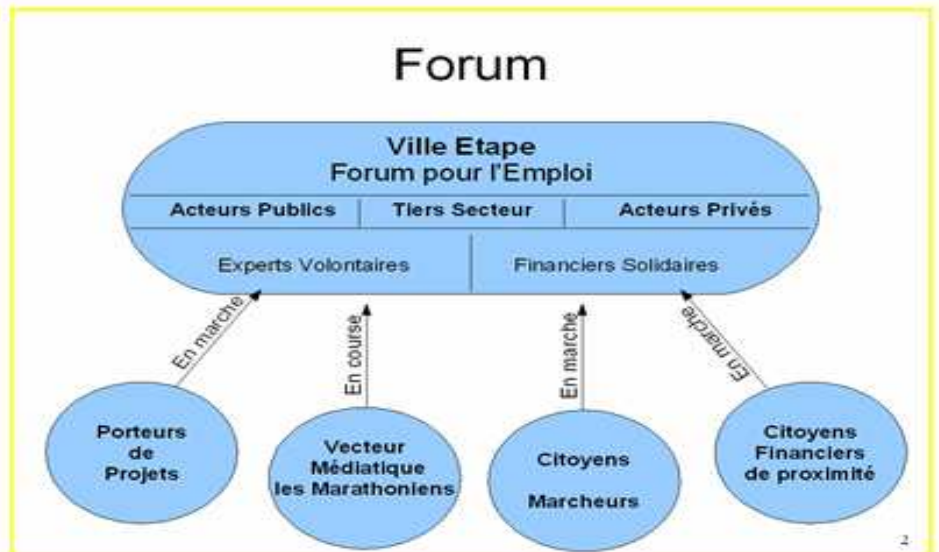 Forum
Ville Etape
Forum pour l'Emploi
Acteurs Publics
Tiers Secteur
Acteurs Privés
Experts Volontaires
Financiers Solidaires
En marche
En course
En marche
En marche
Porteurs
de
Projets
Vecteur
Médiatique
les Marathoniens
Citoyens
Marcheurs
Citoyens
Financiers
de proximité
2